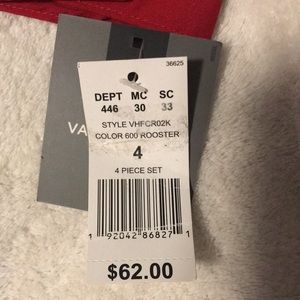 36625
DEPT MC SC
446 30 33
STYLE VHFCR02K
VA
COLOR 600 ROOSTER
4
4 PIECE SET
1 92042 86827 1
$62.00